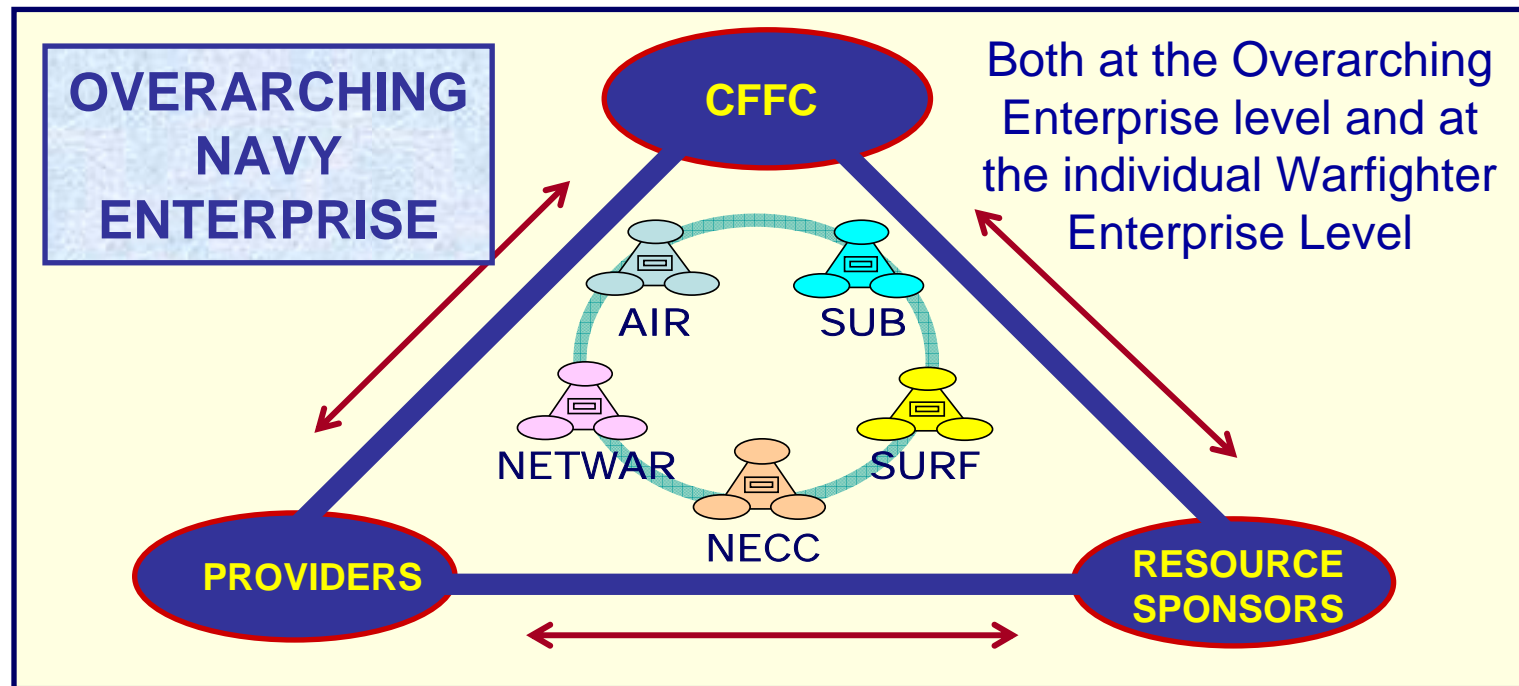 OVERARCHING
NAVY
ENTERPRISE
CFFC
Both at the Overarching
Enterprise level and at
the individual Warfighter
Enterprise Level
AIR
SUB
NETWAR
SURF
NECC
PROVIDERS
RESOURCE
SPONSORS